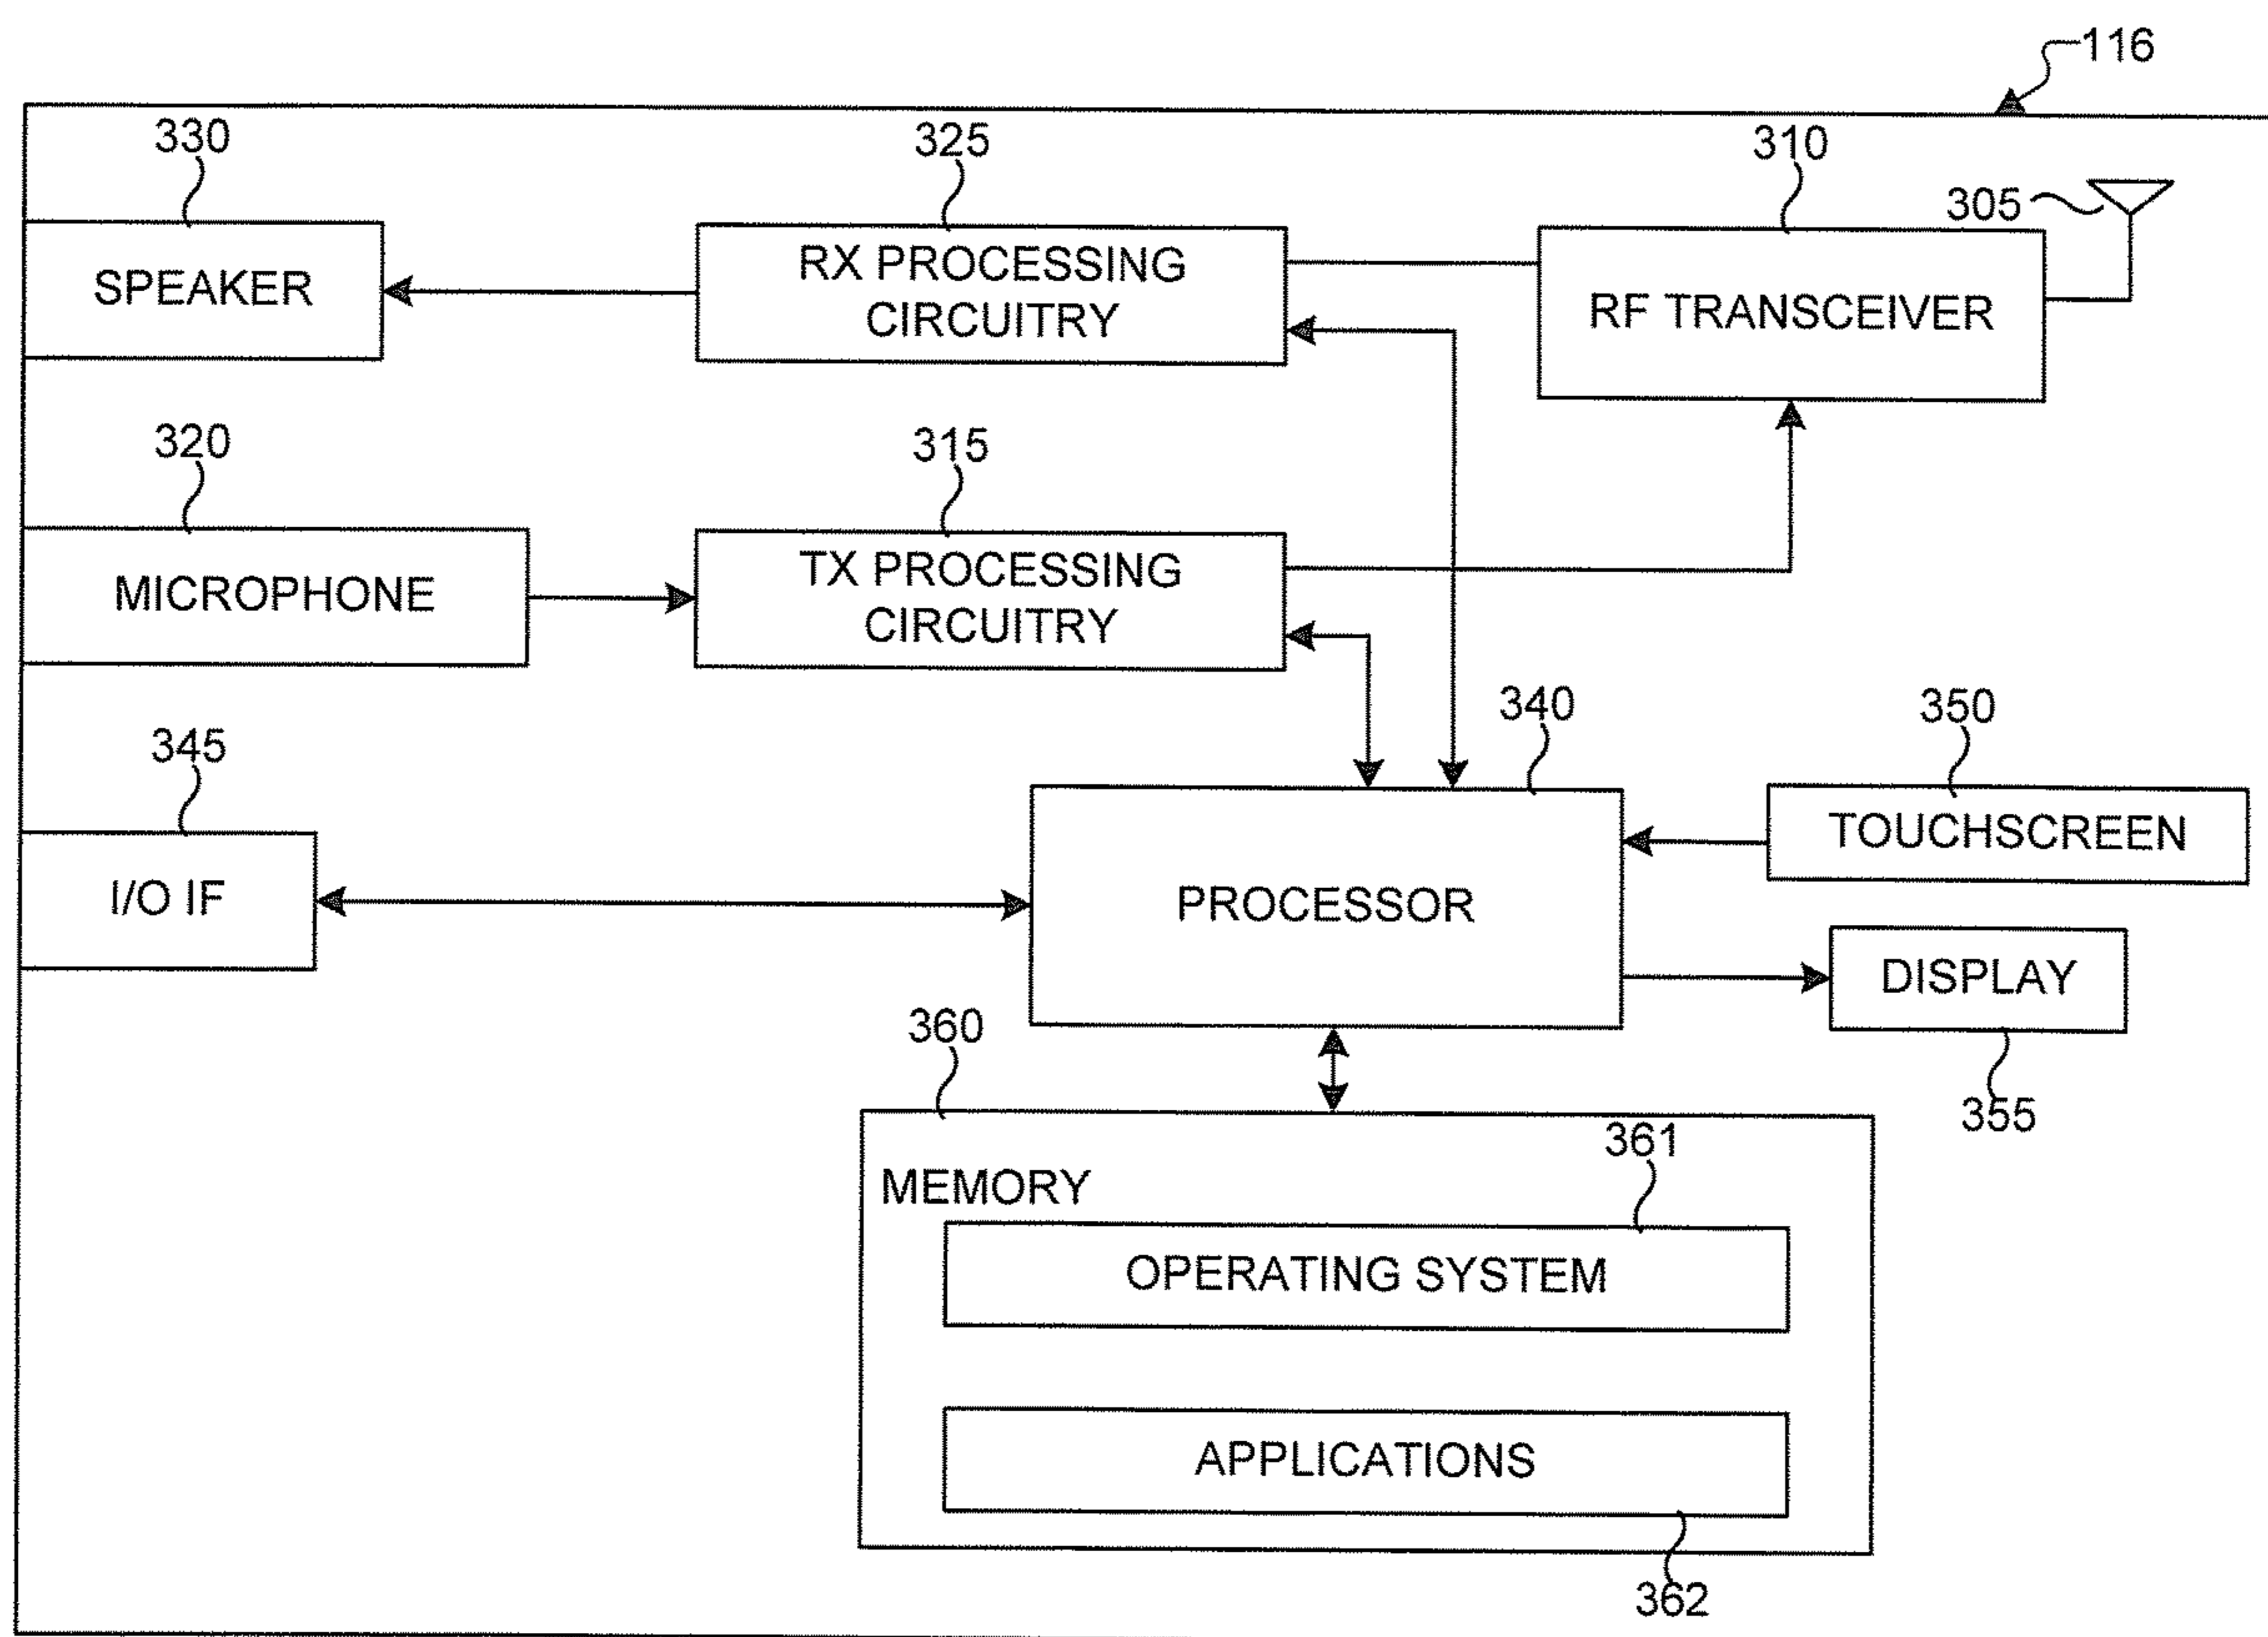 116
330
325
310
305
SPEAKER
RX PROCESSING
CIRCUITRY
RF TRANSCEIVER
320
315
MICROPHONE
TX PROCESSING
CIRCUITRY
345
340
350
I/O IF
PROCESSOR
TOUCHSCREEN
DISPLAY
355
360
361
MEMORY
OPERATING SYSTEM
APPLICATIONS
362